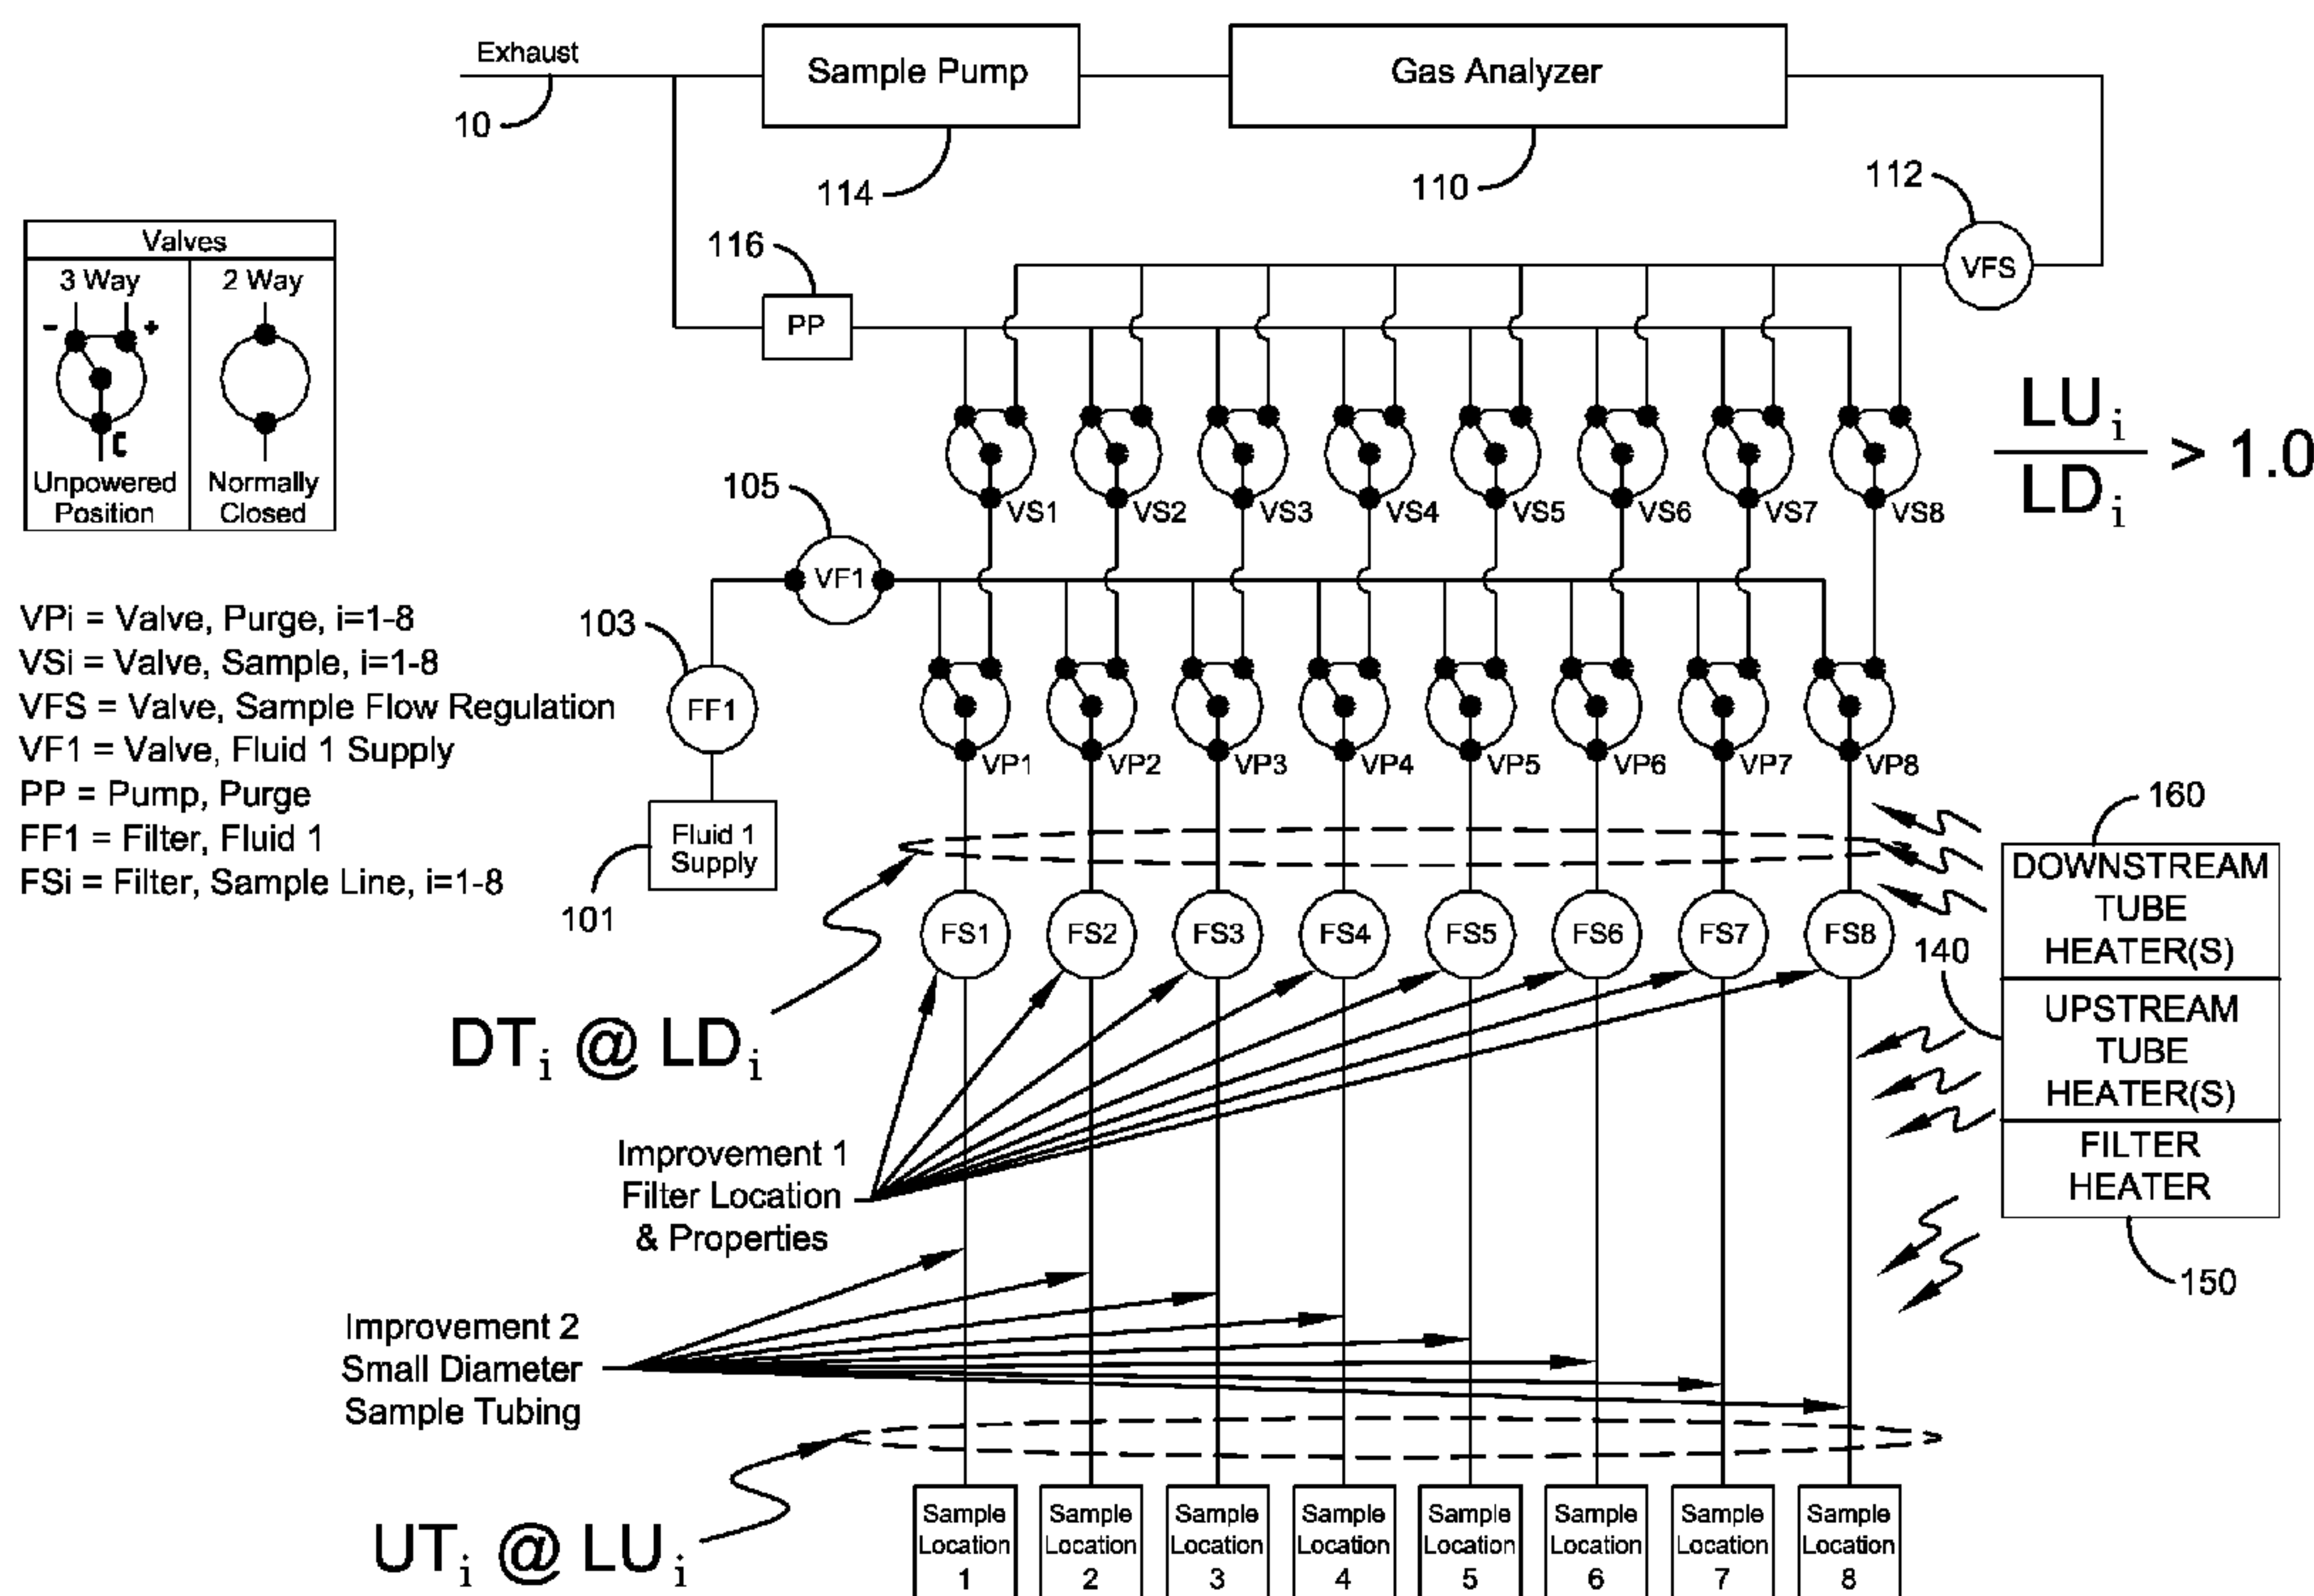 Exhaust
10
Sample Pump
114
Gas Analyzer
110
112
VFS
116
PP
Valves
3 Way
2 Way
- +
C
Unpowered
Position
Normally
Closed
VS1 VS2 VS3 VS4 VS5 VS6 VS7 VS8
LUi
LDi
> 1.0
105
VF1
103
FF1
Fluid 1
Supply
101
VPi = Valve, Purge, i=1-8
VSi = Valve, Sample, i=1-8
VFS = Valve, Sample Flow Regulation
VF1 = Valve, Fluid 1 Supply
PP = Pump, Purge
FF1 = Filter, Fluid 1
FSi = Filter, Sample Line, i=1-8
VP1 VP2 VP3 VP4 VP5 VP6 VP7 VP8
FS1 FS2 FS3 FS4 FS5 FS6 FS7 FS8
160
DOWNSTREAM
TUBE
HEATER(S)
140
UPSTREAM
TUBE
HEATER(S)
FILTER
HEATER
150
DTi @ LDi
Improvement 1
Filter Location
& Properties
Improvement 2
Small Diameter
Sample Tubing
UTi @ LUi
Sample
Location
1
Sample
Location
2
Sample
Location
3
Sample
Location
4
Sample
Location
5
Sample
Location
6
Sample
Location
7
Sample
Location
8